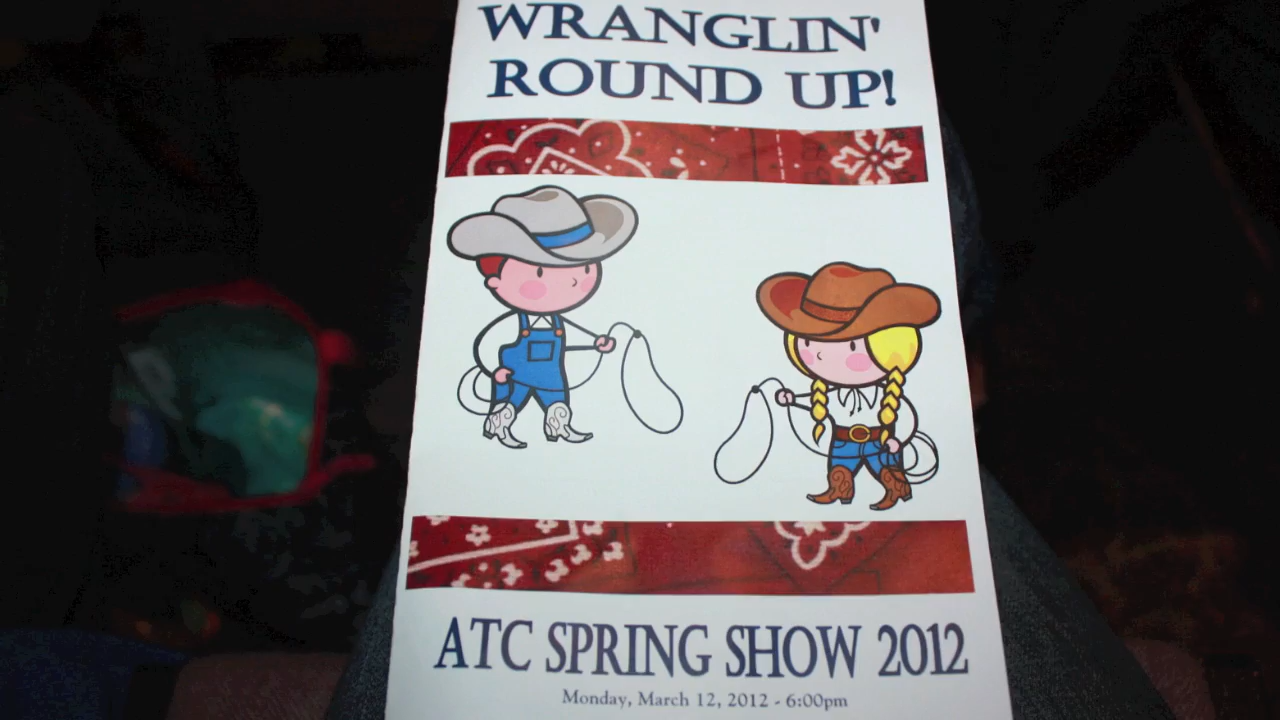 WRANGLIN'
ROUND UP!
ATC SPRING SHOW 2012
Monday, March 12, 2012 - 6:00pm